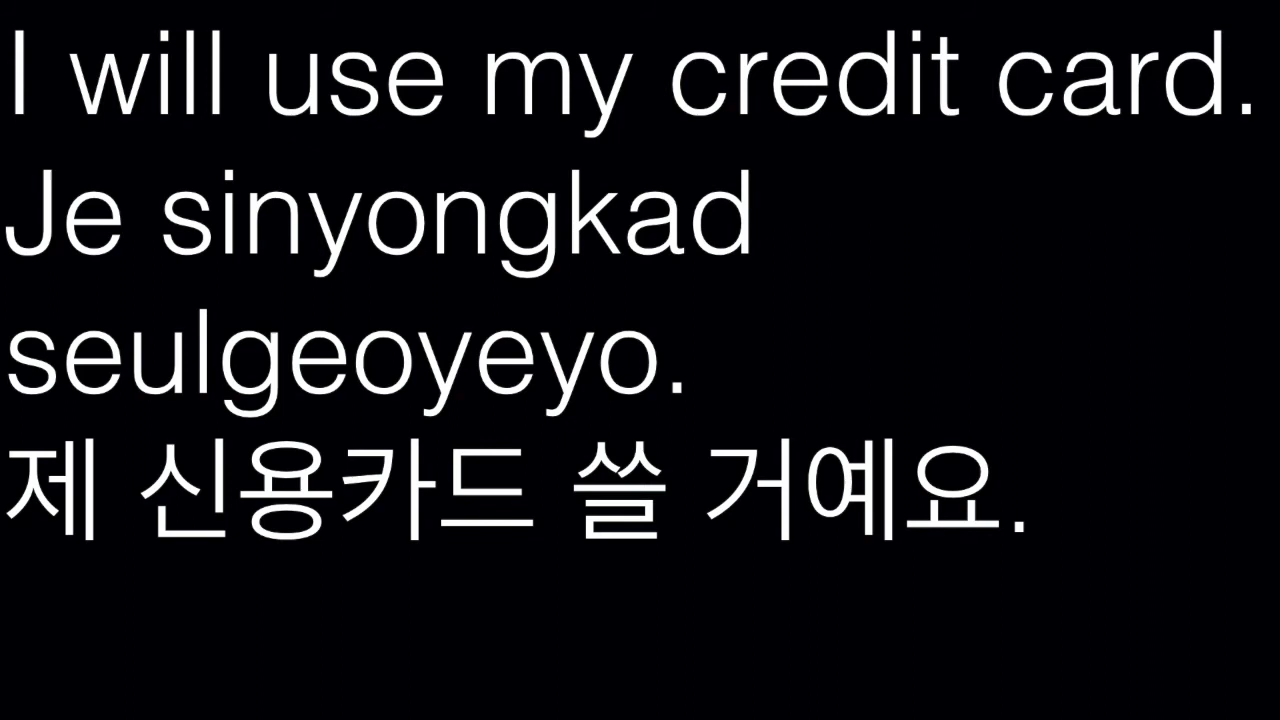 I will use my credit card.
Je sinyongkad
seulgeoyeyo.
제 신용카드 쓸 거예요.